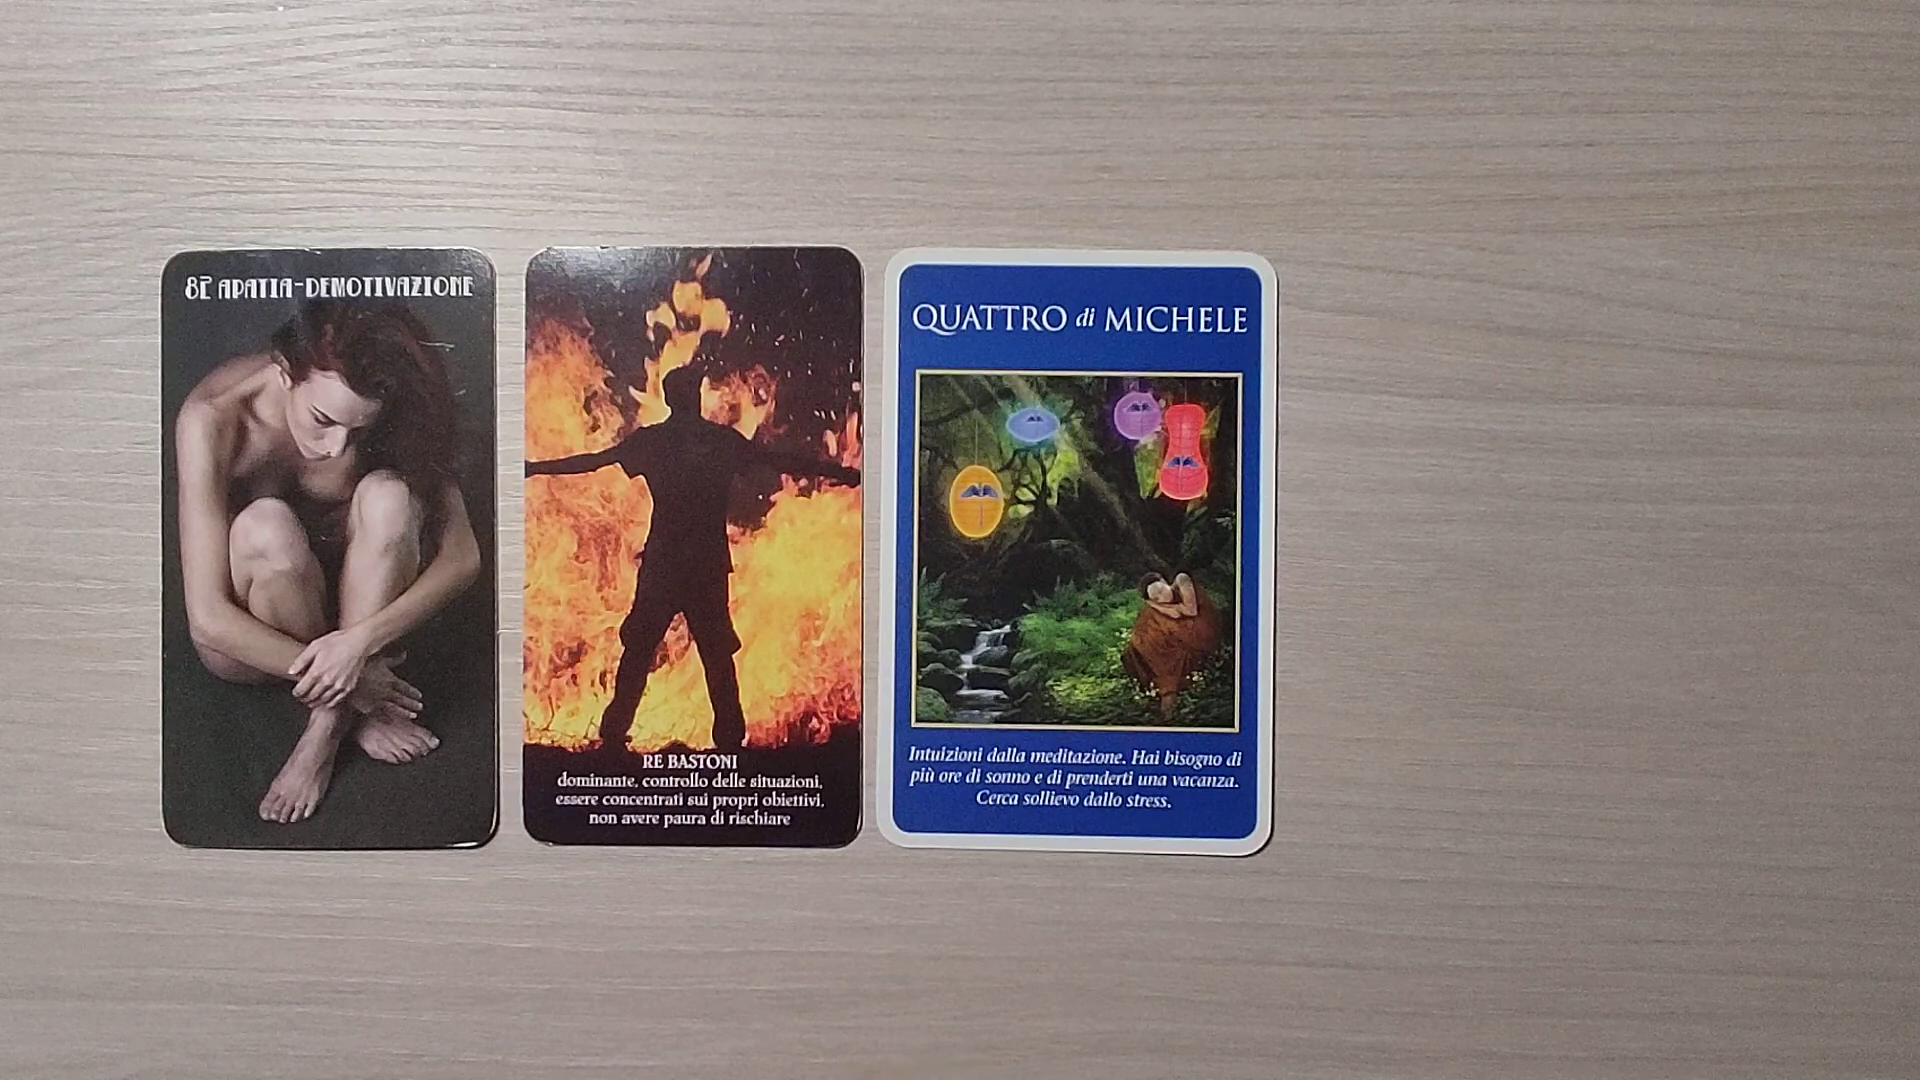 82 APATIA-DEMOTIVAZIONE
RE BASTONI
dominante, controllo delle situazioni,
essere concentrati sui propri obiettivi,
non avere paura di rischiare
QUATTRO di MICHELE
Intuizioni dalla meditazione. Hai bisogno di
più ore di sonno e di prenderti una vacanza.
Cerca sollievo dallo stress.